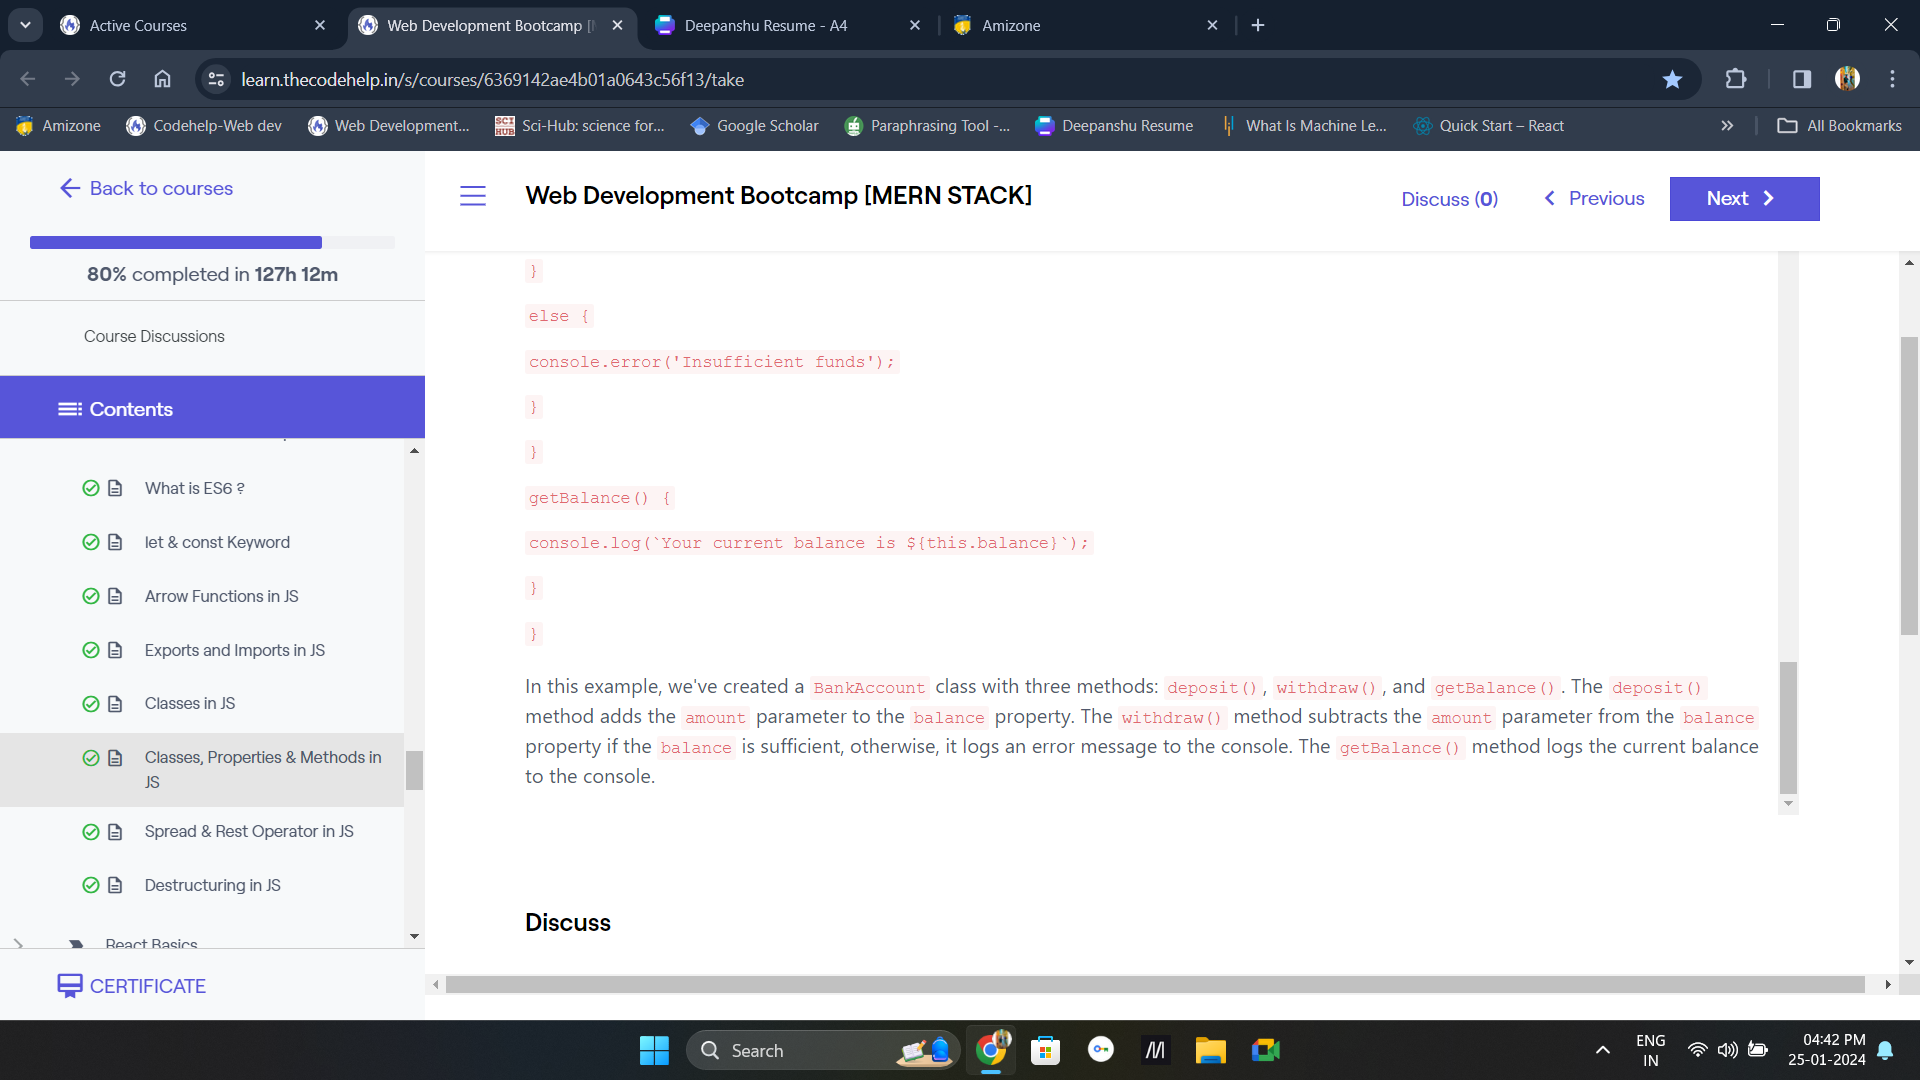 Active Courses
Web Development Bootcamp [
Deepanshu Resume - A4
Amizone
learn.thecodehelp.in/s/courses/6369142ae4b01a0643c56f13/take
Amizone
Codehelp-Web dev
Web Development...
SCI HUB
Sci-Hub: science for...
Google Scholar
Paraphrasing Tool -...
Deepanshu Resume
What Is Machine Le...
Quick Start – React
All Bookmarks
Back to courses
80% completed in 127h 12m
Course Discussions
Contents
What is ES6 ?
let & const Keyword
Arrow Functions in JS
Exports and Imports in JS
Classes in JS
Classes, Properties & Methods in
JS
Spread & Rest Operator in JS
Destructuring in JS
React Basics
CERTIFICATE
Web Development Bootcamp [MERN STACK]
Discuss (0)
Previous
Next
}
else {
console.error('Insufficient funds');
}
}
getBalance() {
console.log(`Your current balance is ${this.balance}`);
}
}
In this example, we've created a BankAccount class with three methods: deposit(), withdraw(), and getBalance(). The deposit()
method adds the amount parameter to the balance property. The withdraw() method subtracts the amount parameter from the balance
property if the balance is sufficient, otherwise, it logs an error message to the console. The getBalance() method logs the current balance
to the console.
Discuss
Search
ENG
IN
04:42 PM
25-01-2024